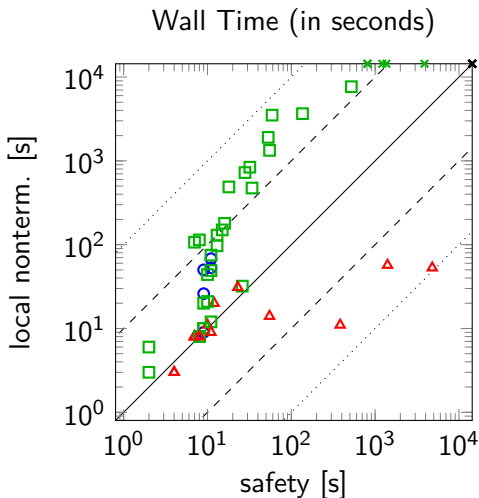 Wall Time (in seconds)
local nonterm. [s]
10^4
10^3
10^2
10^1
10^0
10^0 10^1 10^2 10^3 10^4
safety [s]